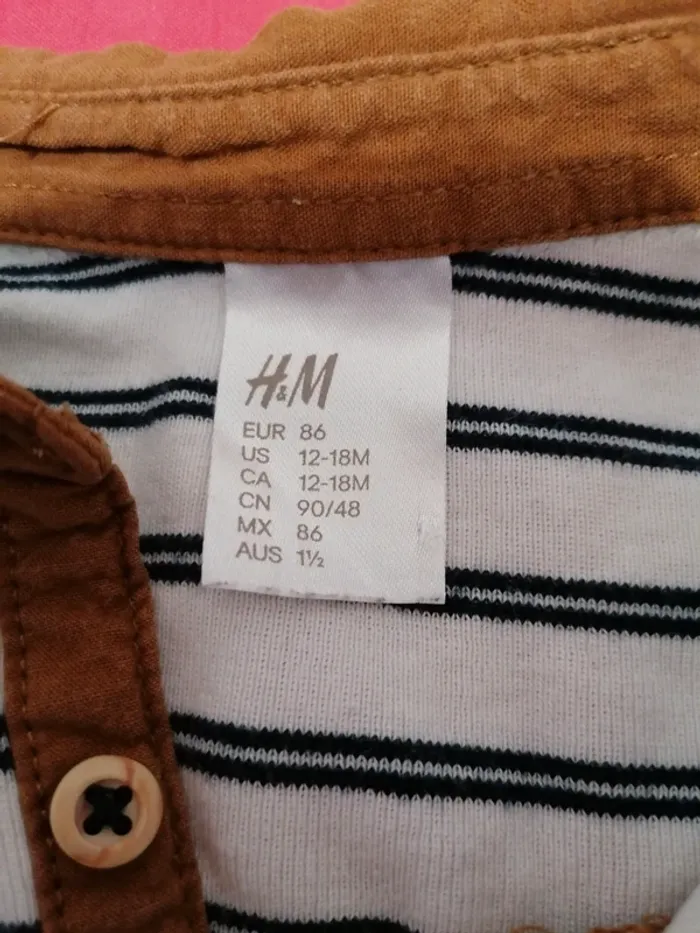 H&M
EUR 86
US 12-18M
CA 12-18M
CN 90/48
MX 86
AUS 1½